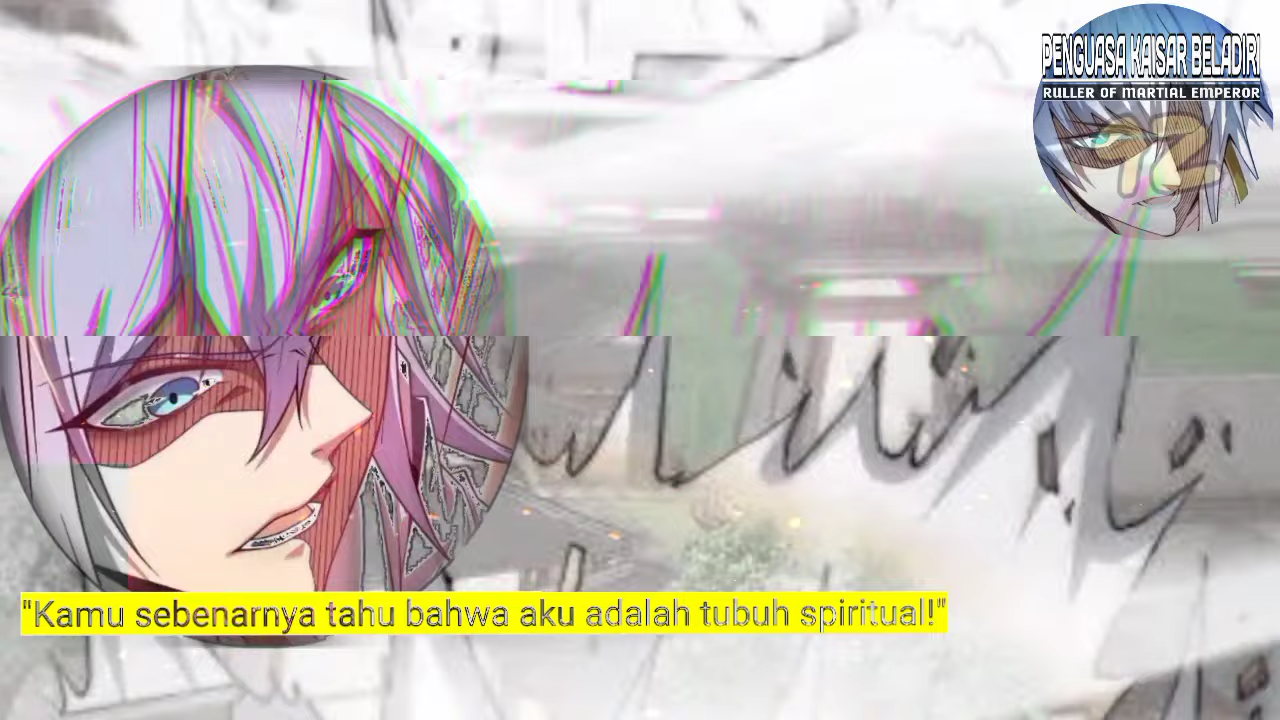 PENGUASA KAISAR BELADIRI
RULLER OF MARTIAL EMPEROR
"Kamu sebenarnya tahu bahwa aku adalah tubuh spiritual!"